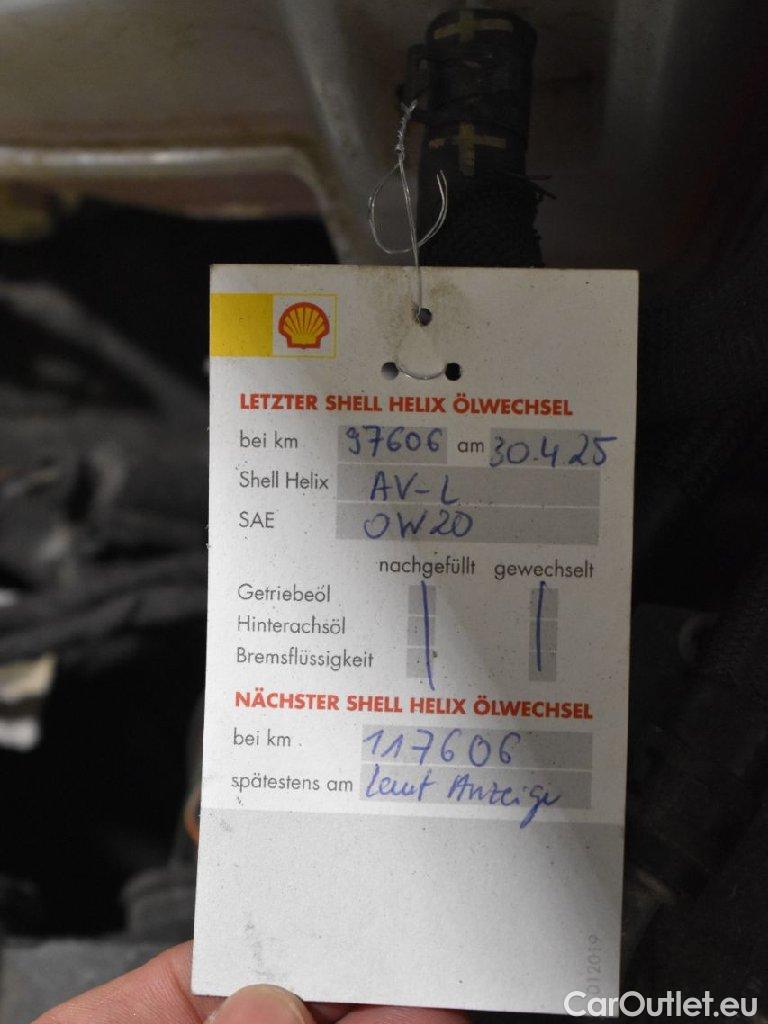 LETZTER SHELL HELIX ÖLWECHSEL
bei km 97606 am 30.4.25
Shell Helix AV-L
SAE 0W20
nachgefüllt gewechselt
Getriebeöl
Hinterachsöl
Bremsflüssigkeit
NÄCHSTER SHELL HELIX ÖLWECHSEL
bei km 117606
spätestens am laut Anzeige
012019
CarOutlet.eu